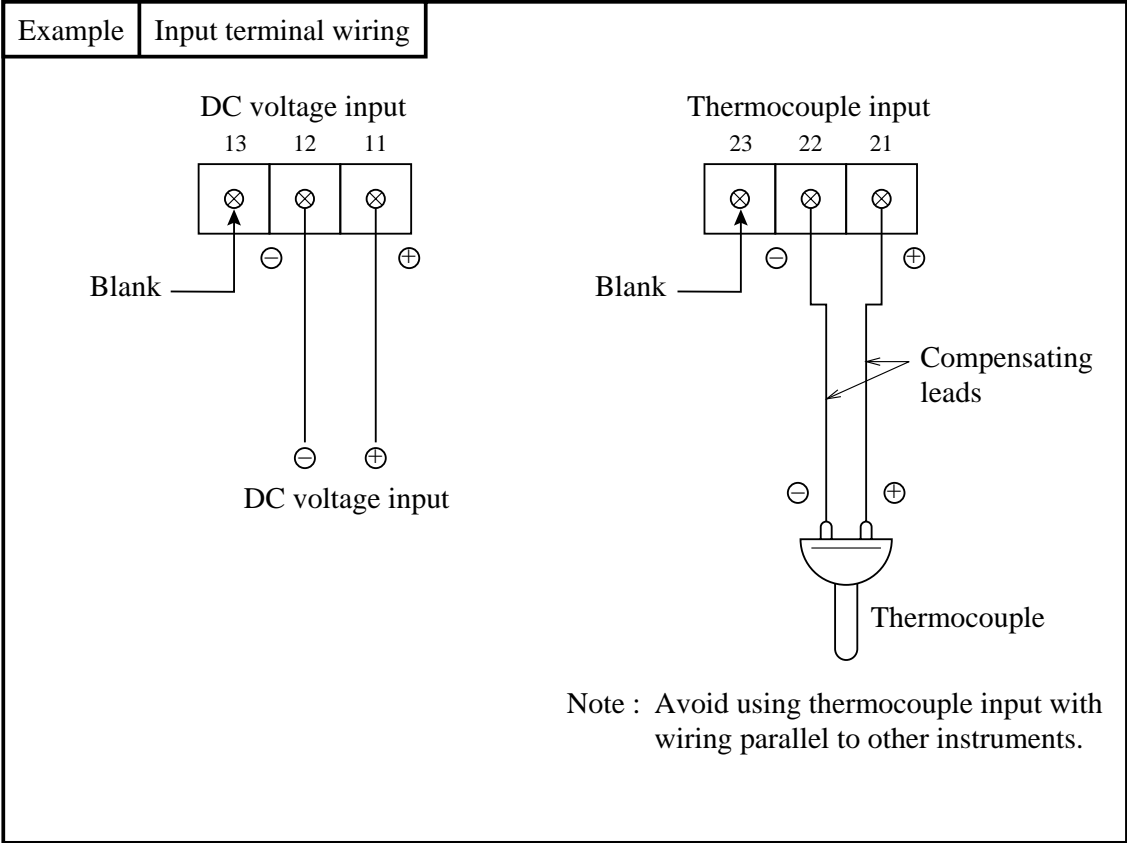 Example Input terminal wiring
DC voltage input
13 12 11
⊖ ⊕
Blank
⊖ ⊕
DC voltage input
Thermocouple input
23 22 21
⊖ ⊕
Blank
Compensating
leads
⊖ ⊕
Thermocouple
Note : Avoid using thermocouple input with
wiring parallel to other instruments.